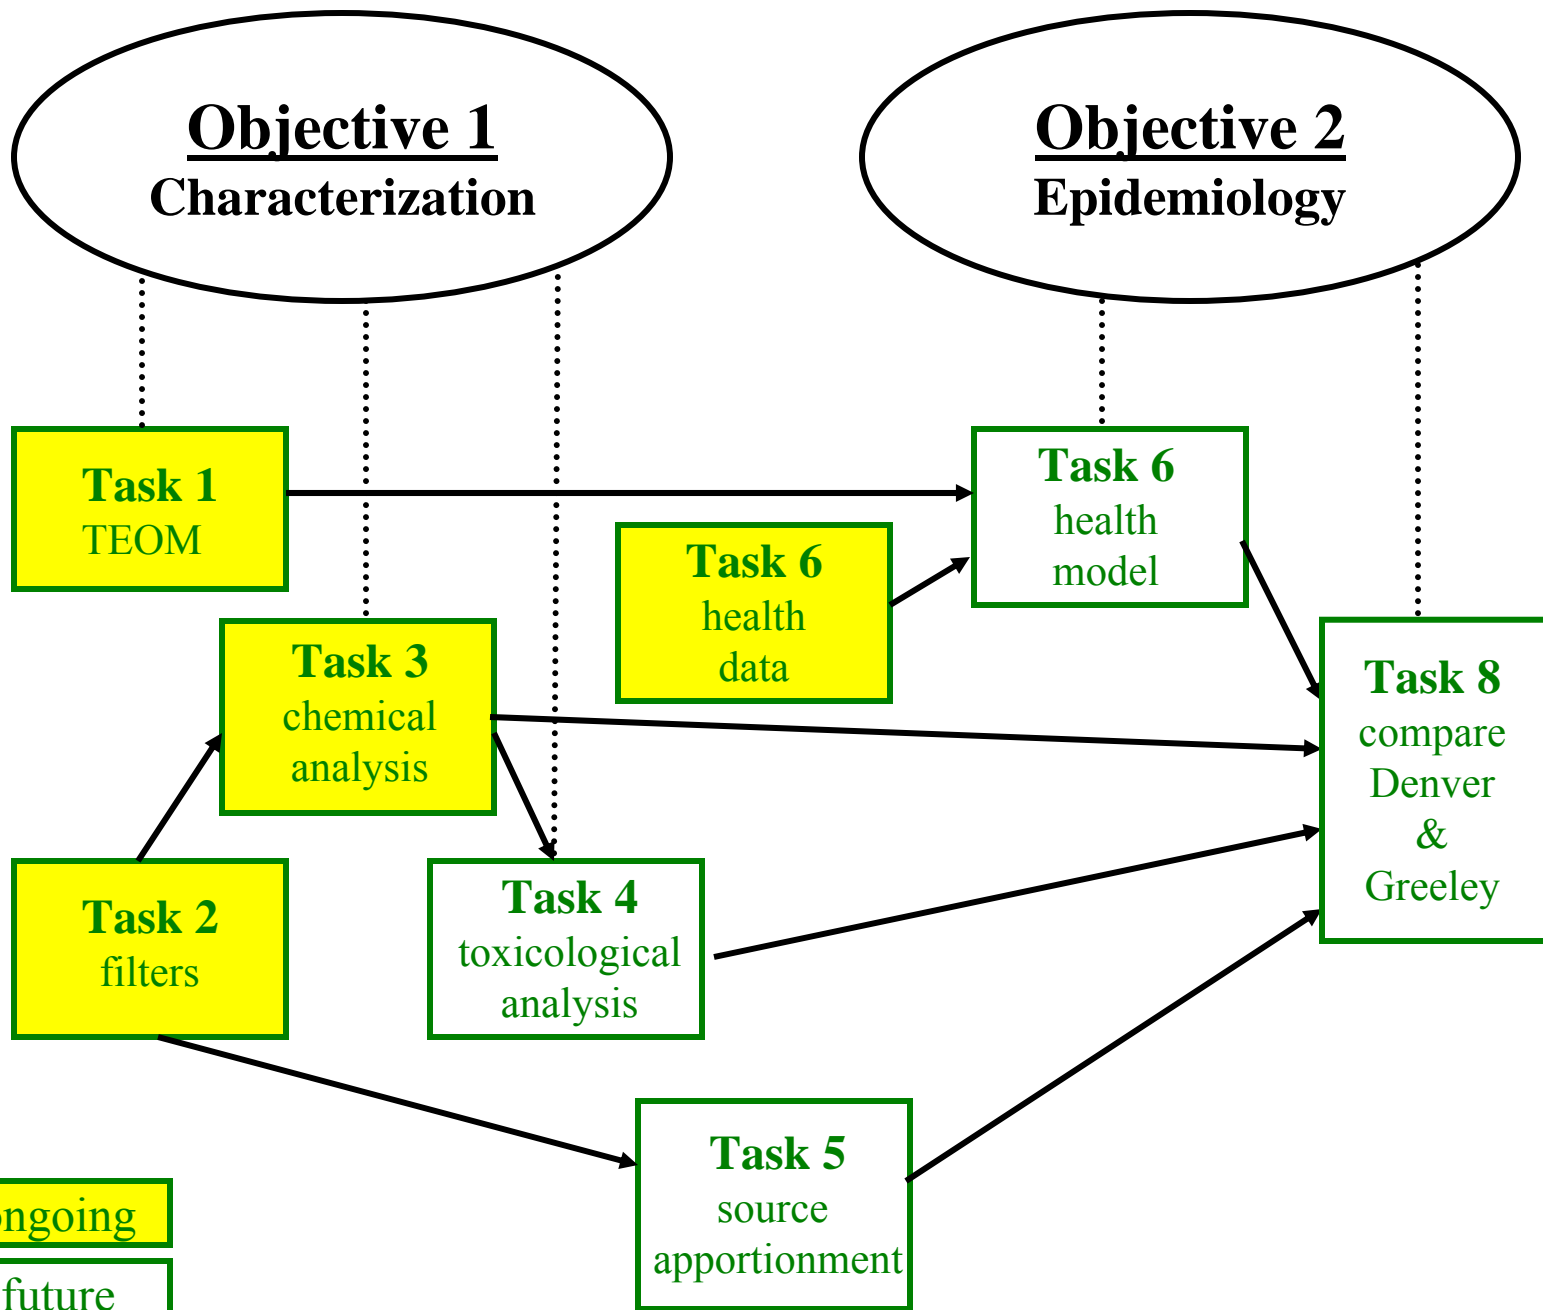 Objective 1
Characterization
Objective 2
Epidemiology
Task 1
TEOM
Task 6
health
model
Task 6
health
data
Task 3
chemical
analysis
Task 8
compare
Denver
&
Greeley
Task 2
filters
Task 4
toxicological
analysis
Task 5
source
apportionment
ongoing
future